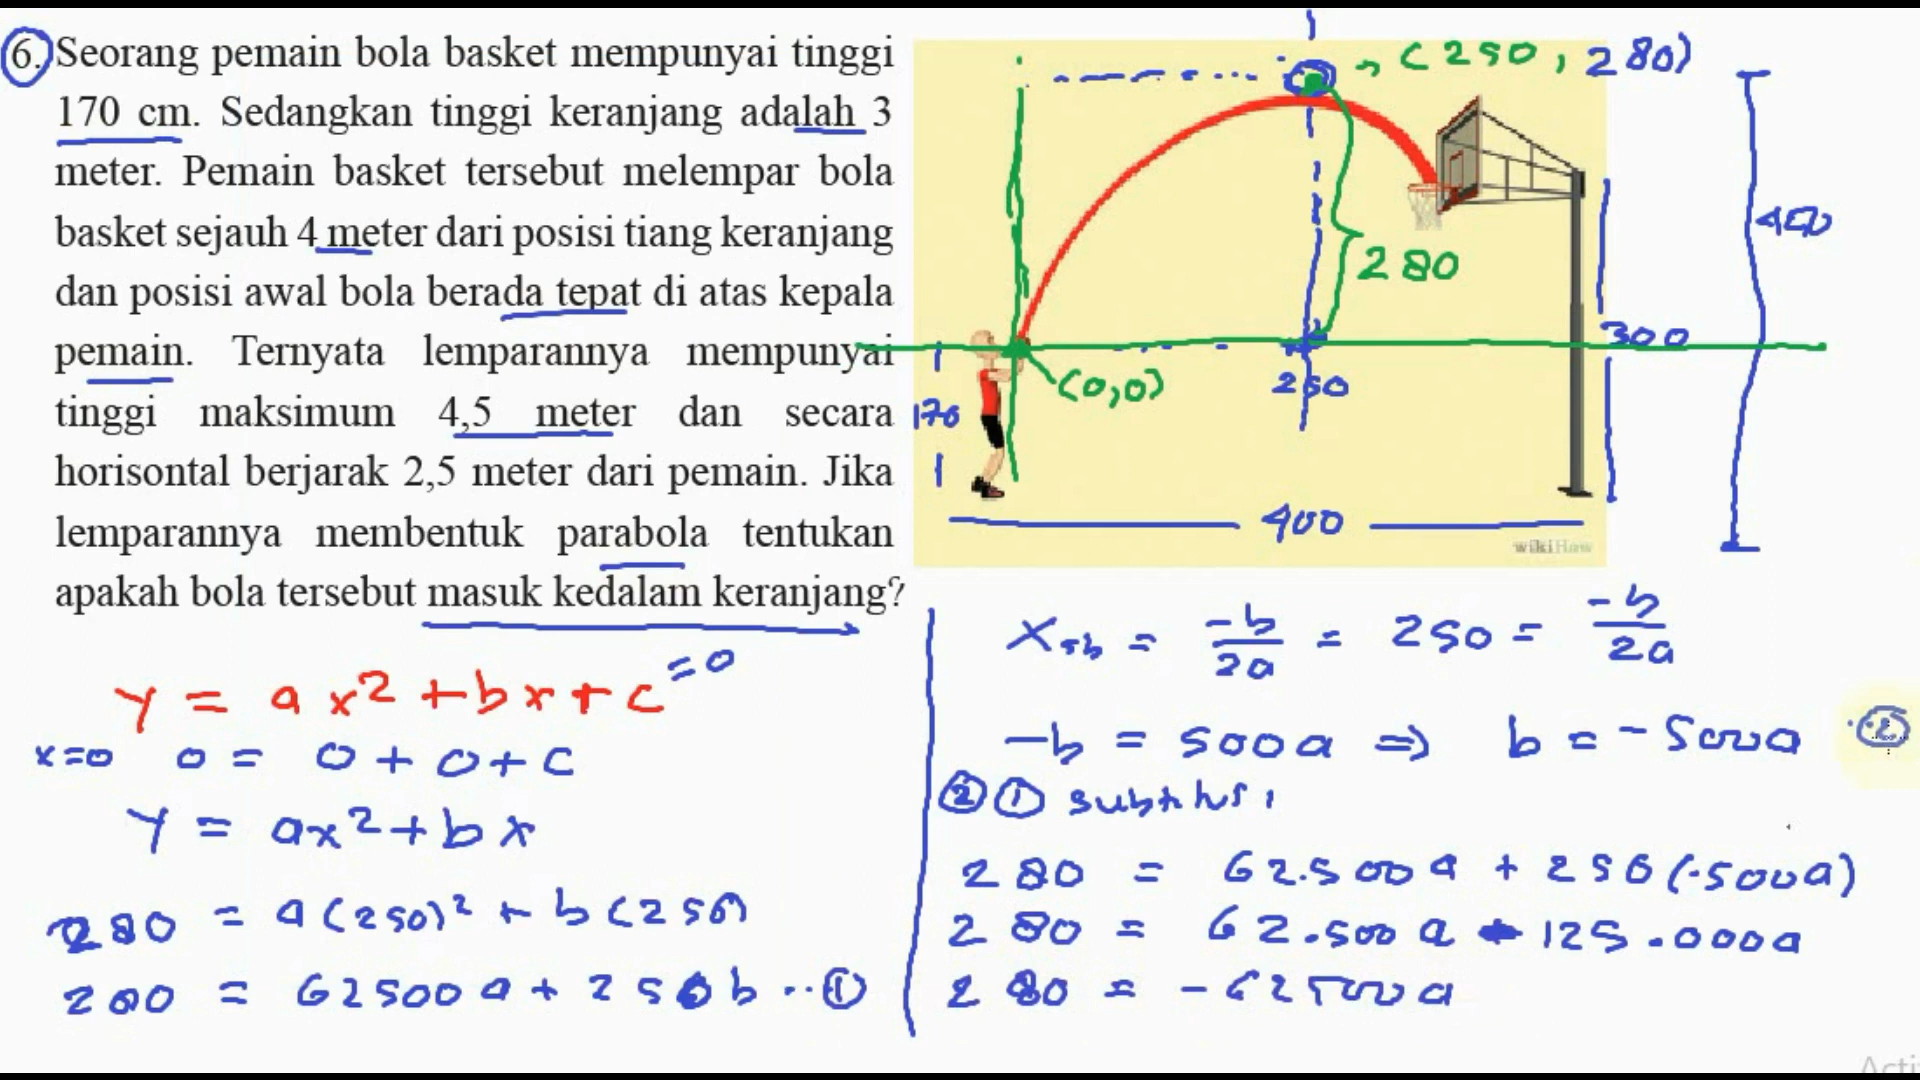 6. Seorang pemain bola basket mempunyai tinggi
170 cm. Sedangkan tinggi keranjang adalah 3
meter. Pemain basket tersebut melempar bola
basket sejauh 4 meter dari posisi tiang keranjang
dan posisi awal bola berada tepat di atas kepala
pemain. Ternyata lemparannya mempunyai
tinggi maksimum 4,5 meter dan secara
horisontal berjarak 2,5 meter dari pemain. Jika
lemparannya membentuk parabola tentukan
apakah bola tersebut masuk kedalam keranjang?
(250, 280)
280
450
300
(0,0)
250
170
400
wikiHow
y = ax² + bx + c = 0
x=0 0 = 0 + 0 + c
y = ax² + bx
280 = a(250)² + b(250)
280 = 62500a + 250b ..①
Xsb = -b/2a = 250 = -b/2a
-b = 500a ⇒ b = -500a ..②
② ① subtitusi
280 = 62.500a + 250(-500a)
280 = 62.500a - 125.000a
280 = -62500a
Acti